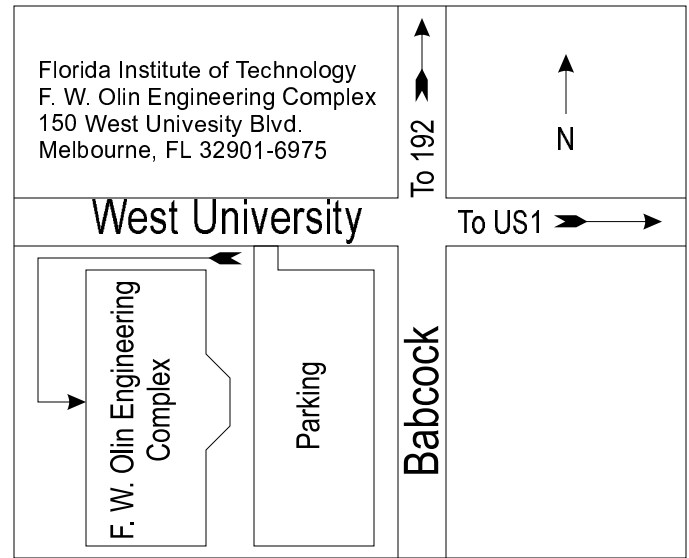 Florida Institute of Technology
F. W. Olin Engineering Complex
150 West Univesity Blvd.
Melbourne, FL 32901-6975
To 192
N
West University
To US1
F. W. Olin Engineering
Complex
Parking
Babcock